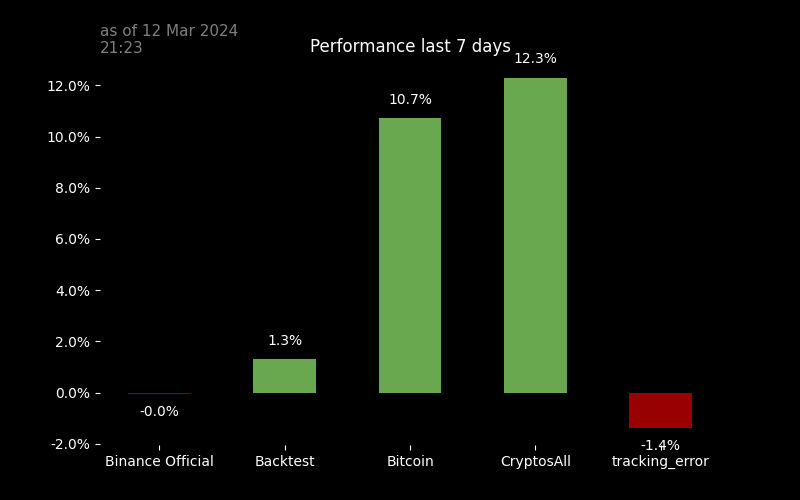 as of 12 Mar 2024
21:23
Performance last 7 days
12.3%
12.0%
10.7%
10.0%
8.0%
6.0%
4.0%
2.0%
1.3%
0.0%
-0.0%
-2.0%
-1.4%
Binance Official
Backtest
Bitcoin
CryptosAll
tracking_error